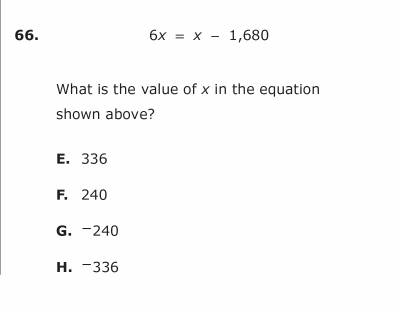 66. 6x = x − 1,680
What is the value of x in the equation
shown above?
E. 336
F. 240
G. ⁻240
H. ⁻336